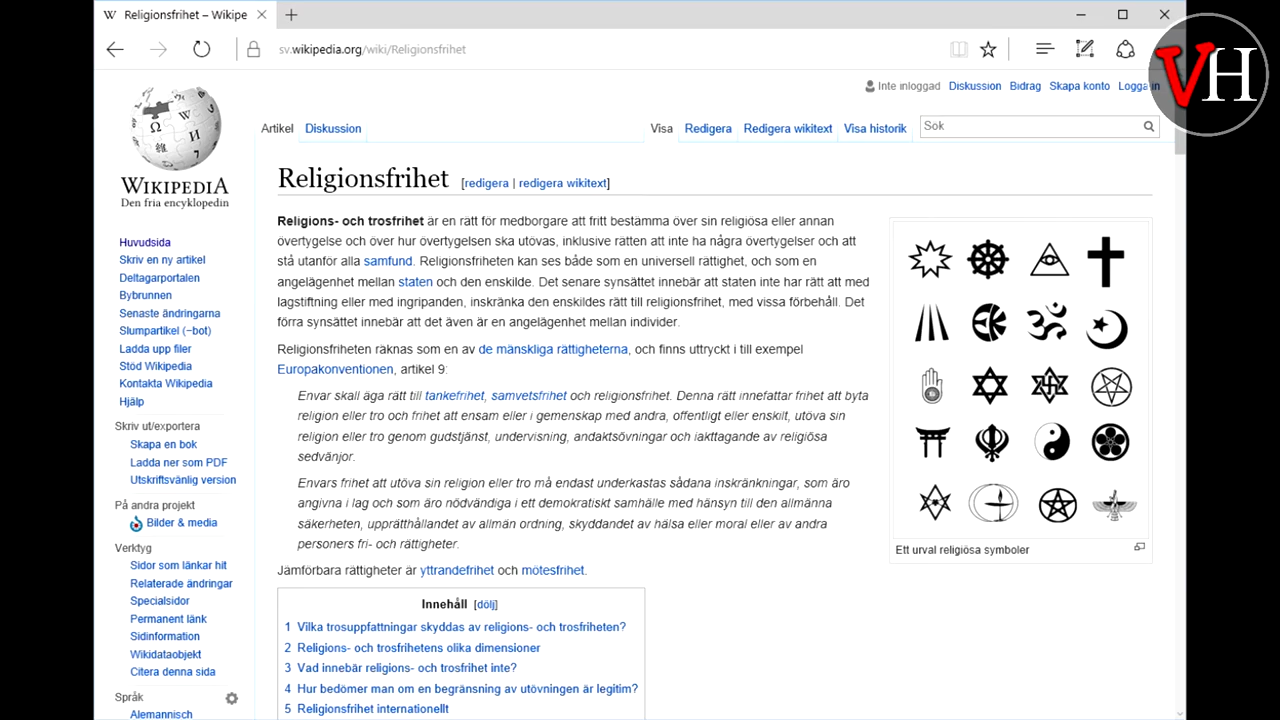 Religionsfrihet – Wikipe
sv.wikipedia.org/wiki/Religionsfrihet
VH
Inte inloggad Diskussion Bidrag Skapa konto Logga in
Artikel Diskussion Visa Redigera Redigera wikitext Visa historik Sök
WIKIPEDIA
Den fria encyklopedin
Huvudsida
Skriv en ny artikel
Deltagarportalen
Bybrunnen
Senaste ändringarna
Slumpartikel (−bot)
Ladda upp filer
Stöd Wikipedia
Kontakta Wikipedia
Hjälp
Skriv ut/exportera
Skapa en bok
Ladda ner som PDF
Utskriftsvänlig version
På andra projekt
Bilder & media
Verktyg
Sidor som länkar hit
Relaterade ändringar
Specialsidor
Permanent länk
Sidinformation
Wikidataobjekt
Citera denna sida
Språk
Alemannisch
Religionsfrihet [redigera | redigera wikitext]
Religions- och trosfrihet är en rätt för medborgare att fritt bestämma över sin religiösa eller annan
övertygelse och över hur övertygelsen ska utövas, inklusive rätten att inte ha några övertygelser och att
stå utanför alla samfund. Religionsfriheten kan ses både som en universell rättighet, och som en
angelägenhet mellan staten och den enskilde. Det senare synsättet innebär att staten inte har rätt att med
lagstiftning eller med ingripanden, inskränka den enskildes rätt till religionsfrihet, med vissa förbehåll. Det
förra synsättet innebär att det även är en angelägenhet mellan individer.
Religionsfriheten räknas som en av de mänskliga rättigheterna, och finns uttryckt i till exempel
Europakonventionen, artikel 9:
Envar skall äga rätt till tankefrihet, samvetsfrihet och religionsfrihet. Denna rätt innefattar frihet att byta
religion eller tro och frihet att ensam eller i gemenskap med andra, offentligt eller enskilt, utöva sin
religion eller tro genom gudstjänst, undervisning, andaktsövningar och iakttagande av religiösa
sedvänjor.
Envars frihet att utöva sin religion eller tro må endast underkastas sådana inskränkningar, som äro
angivna i lag och som äro nödvändiga i ett demokratiskt samhälle med hänsyn till den allmänna
säkerheten, upprätthållandet av allmän ordning, skyddandet av hälsa eller moral eller av andra
personers fri- och rättigheter.
Jämförbara rättigheter är yttrandefrihet och mötesfrihet.
Ett urval religiösa symboler
Innehåll [dölj]
1 Vilka trosuppfattningar skyddas av religions- och trosfriheten?
2 Religions- och trosfrihetens olika dimensioner
3 Vad innebär religions- och trosfrihet inte?
4 Hur bedömer man om en begränsning av utövningen är legitim?
5 Religionsfrihet internationellt